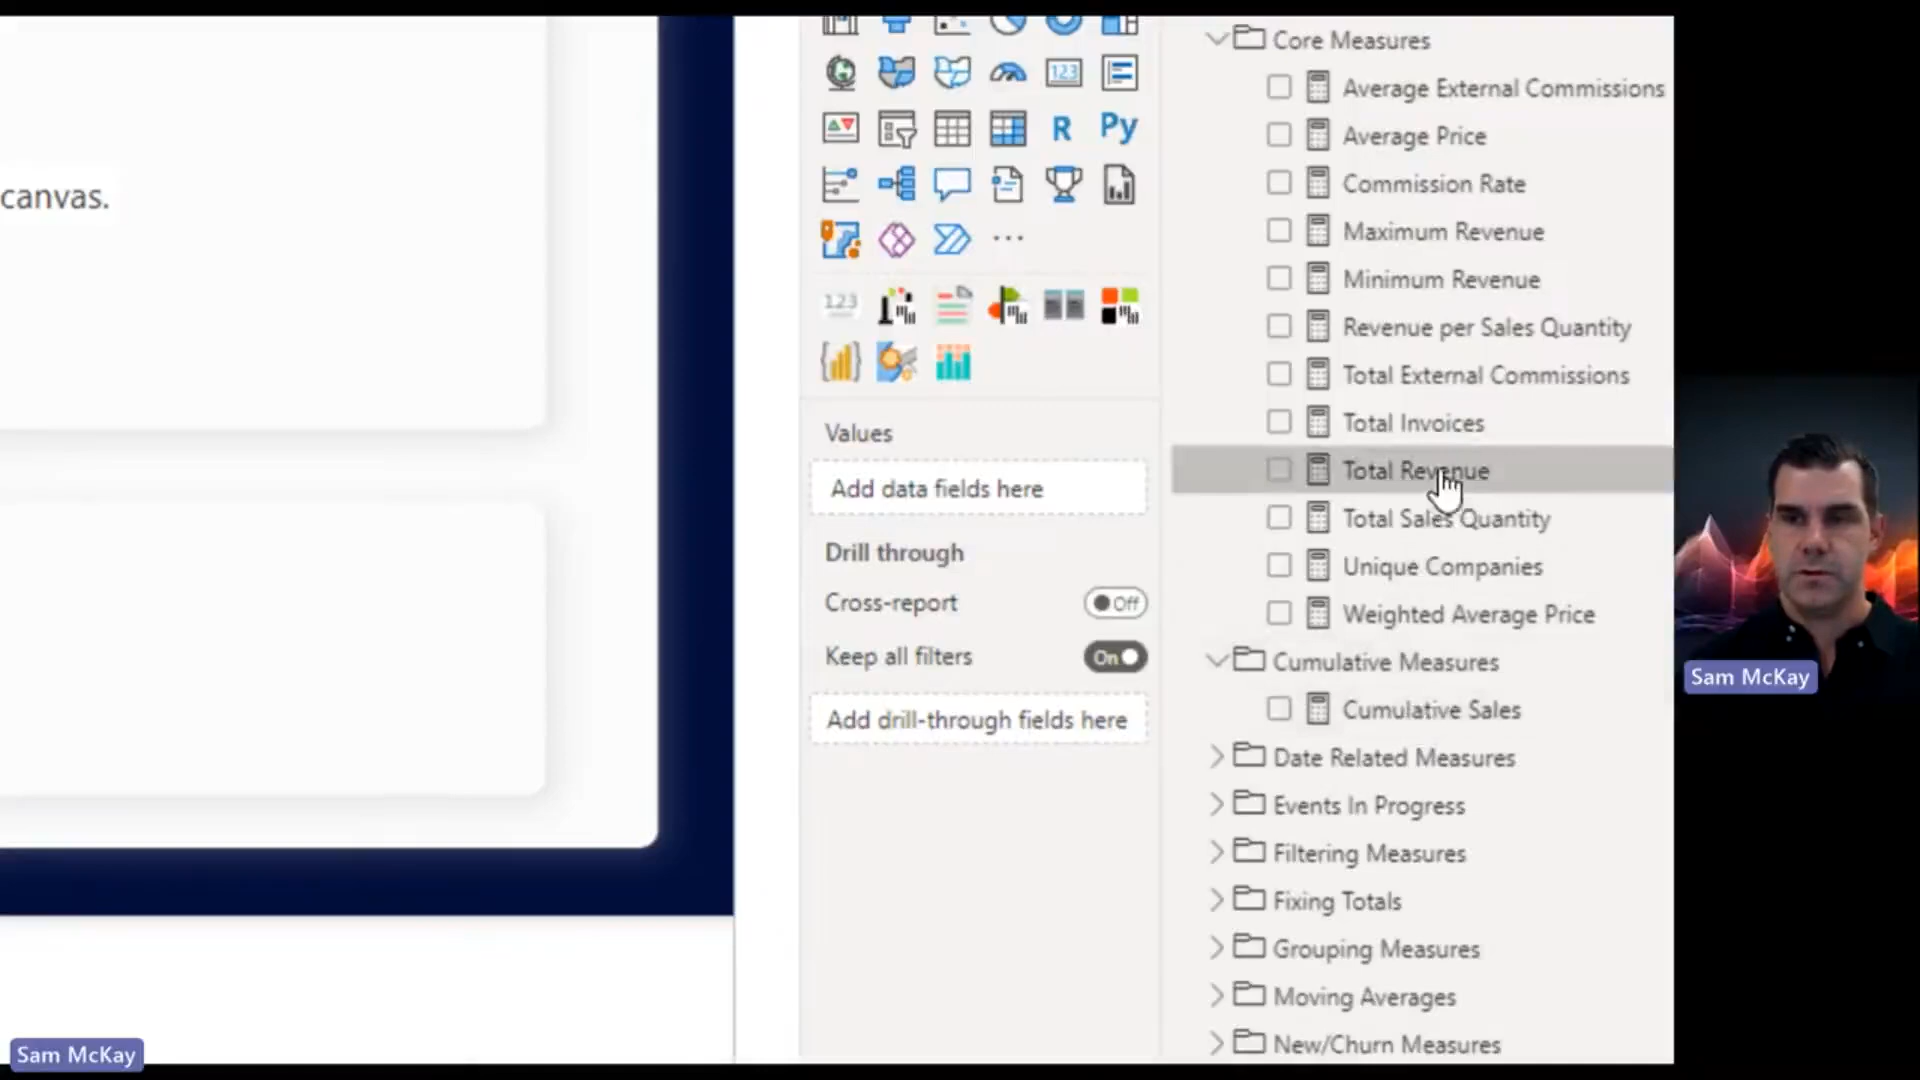 canvas.
123
R
Py
123
Values
Add data fields here
Drill through
Cross-report
Off
Keep all filters
On
Add drill-through fields here
Core Measures
Average External Commissions
Average Price
Commission Rate
Maximum Revenue
Minimum Revenue
Revenue per Sales Quantity
Total External Commissions
Total Invoices
Total Revenue
Total Sales Quantity
Unique Companies
Weighted Average Price
Cumulative Measures
Cumulative Sales
Date Related Measures
Events In Progress
Filtering Measures
Fixing Totals
Grouping Measures
Moving Averages
New/Churn Measures
Sam McKay
Sam McKay